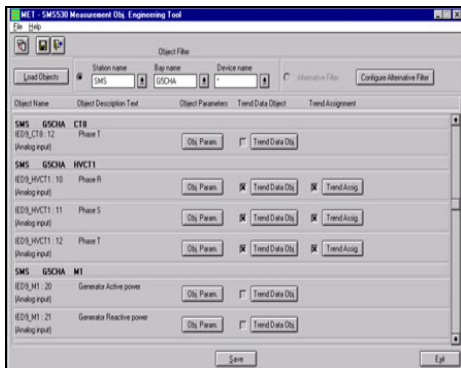 MET - SMS530 Measurement Obj. Engineering Tool
File Help
Object Filter
Station name Bay name Device name
Load Objects SMS G5CHA * Alternative Filter Configure Alternative Filter
Object Name Object Description Text Object Parameters Trend Data Object Trend Assignment
SMS G5CHA CT8
IED9_CT8 : 12 Phase T Obj. Param. Trend Data Obj.
(Analog input)
SMS G5CHA HVCT1
IED9_HVCT1 : 10 Phase R Obj. Param. Trend Data Obj. Trend Assig.
(Analog input)
IED9_HVCT1 : 11 Phase S Obj. Param. Trend Data Obj. Trend Assig.
(Analog input)
IED9_HVCT1 : 12 Phase T Obj. Param. Trend Data Obj. Trend Assig.
(Analog input)
SMS G5CHA M1
IED9_M1 : 20 Generator Active power Obj. Param. Trend Data Obj.
(Analog input)
IED9_M1 : 21 Generator Reactive power Obj. Param. Trend Data Obj.
(Analog input)
Save Exit